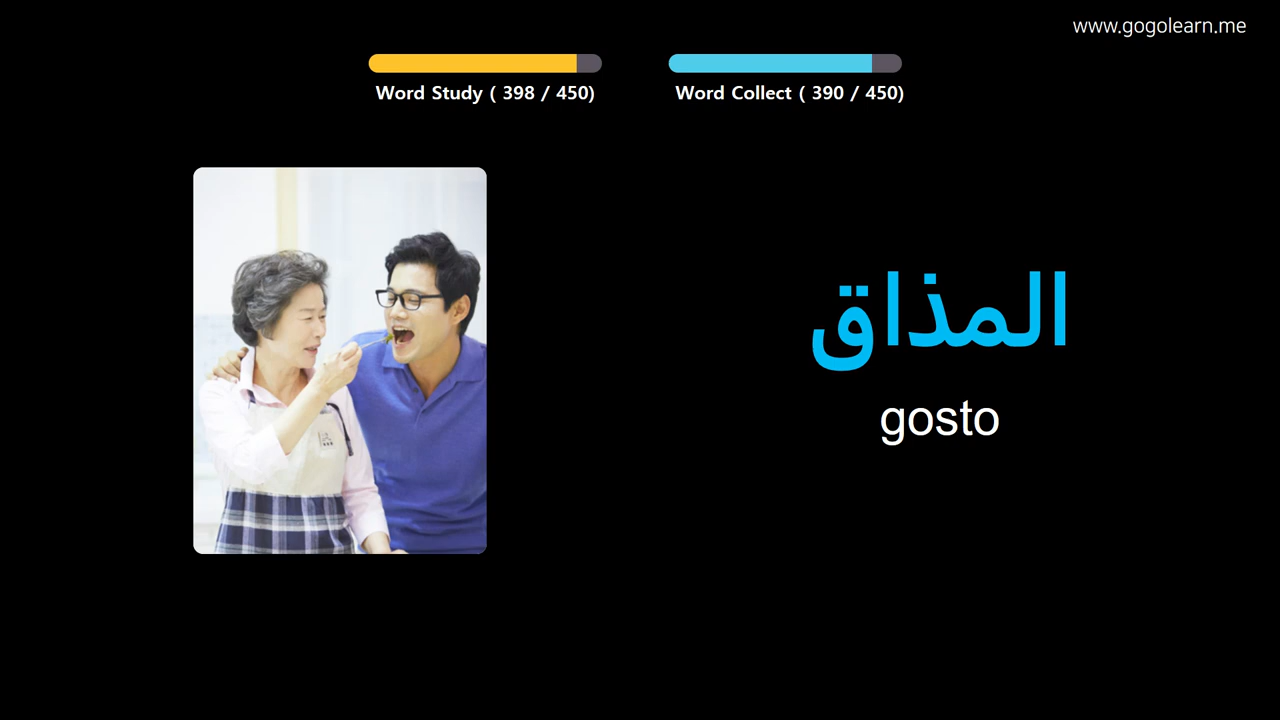 www.gogolearn.me
Word Study ( 398 / 450)
Word Collect ( 390 / 450)
المذاق
gosto